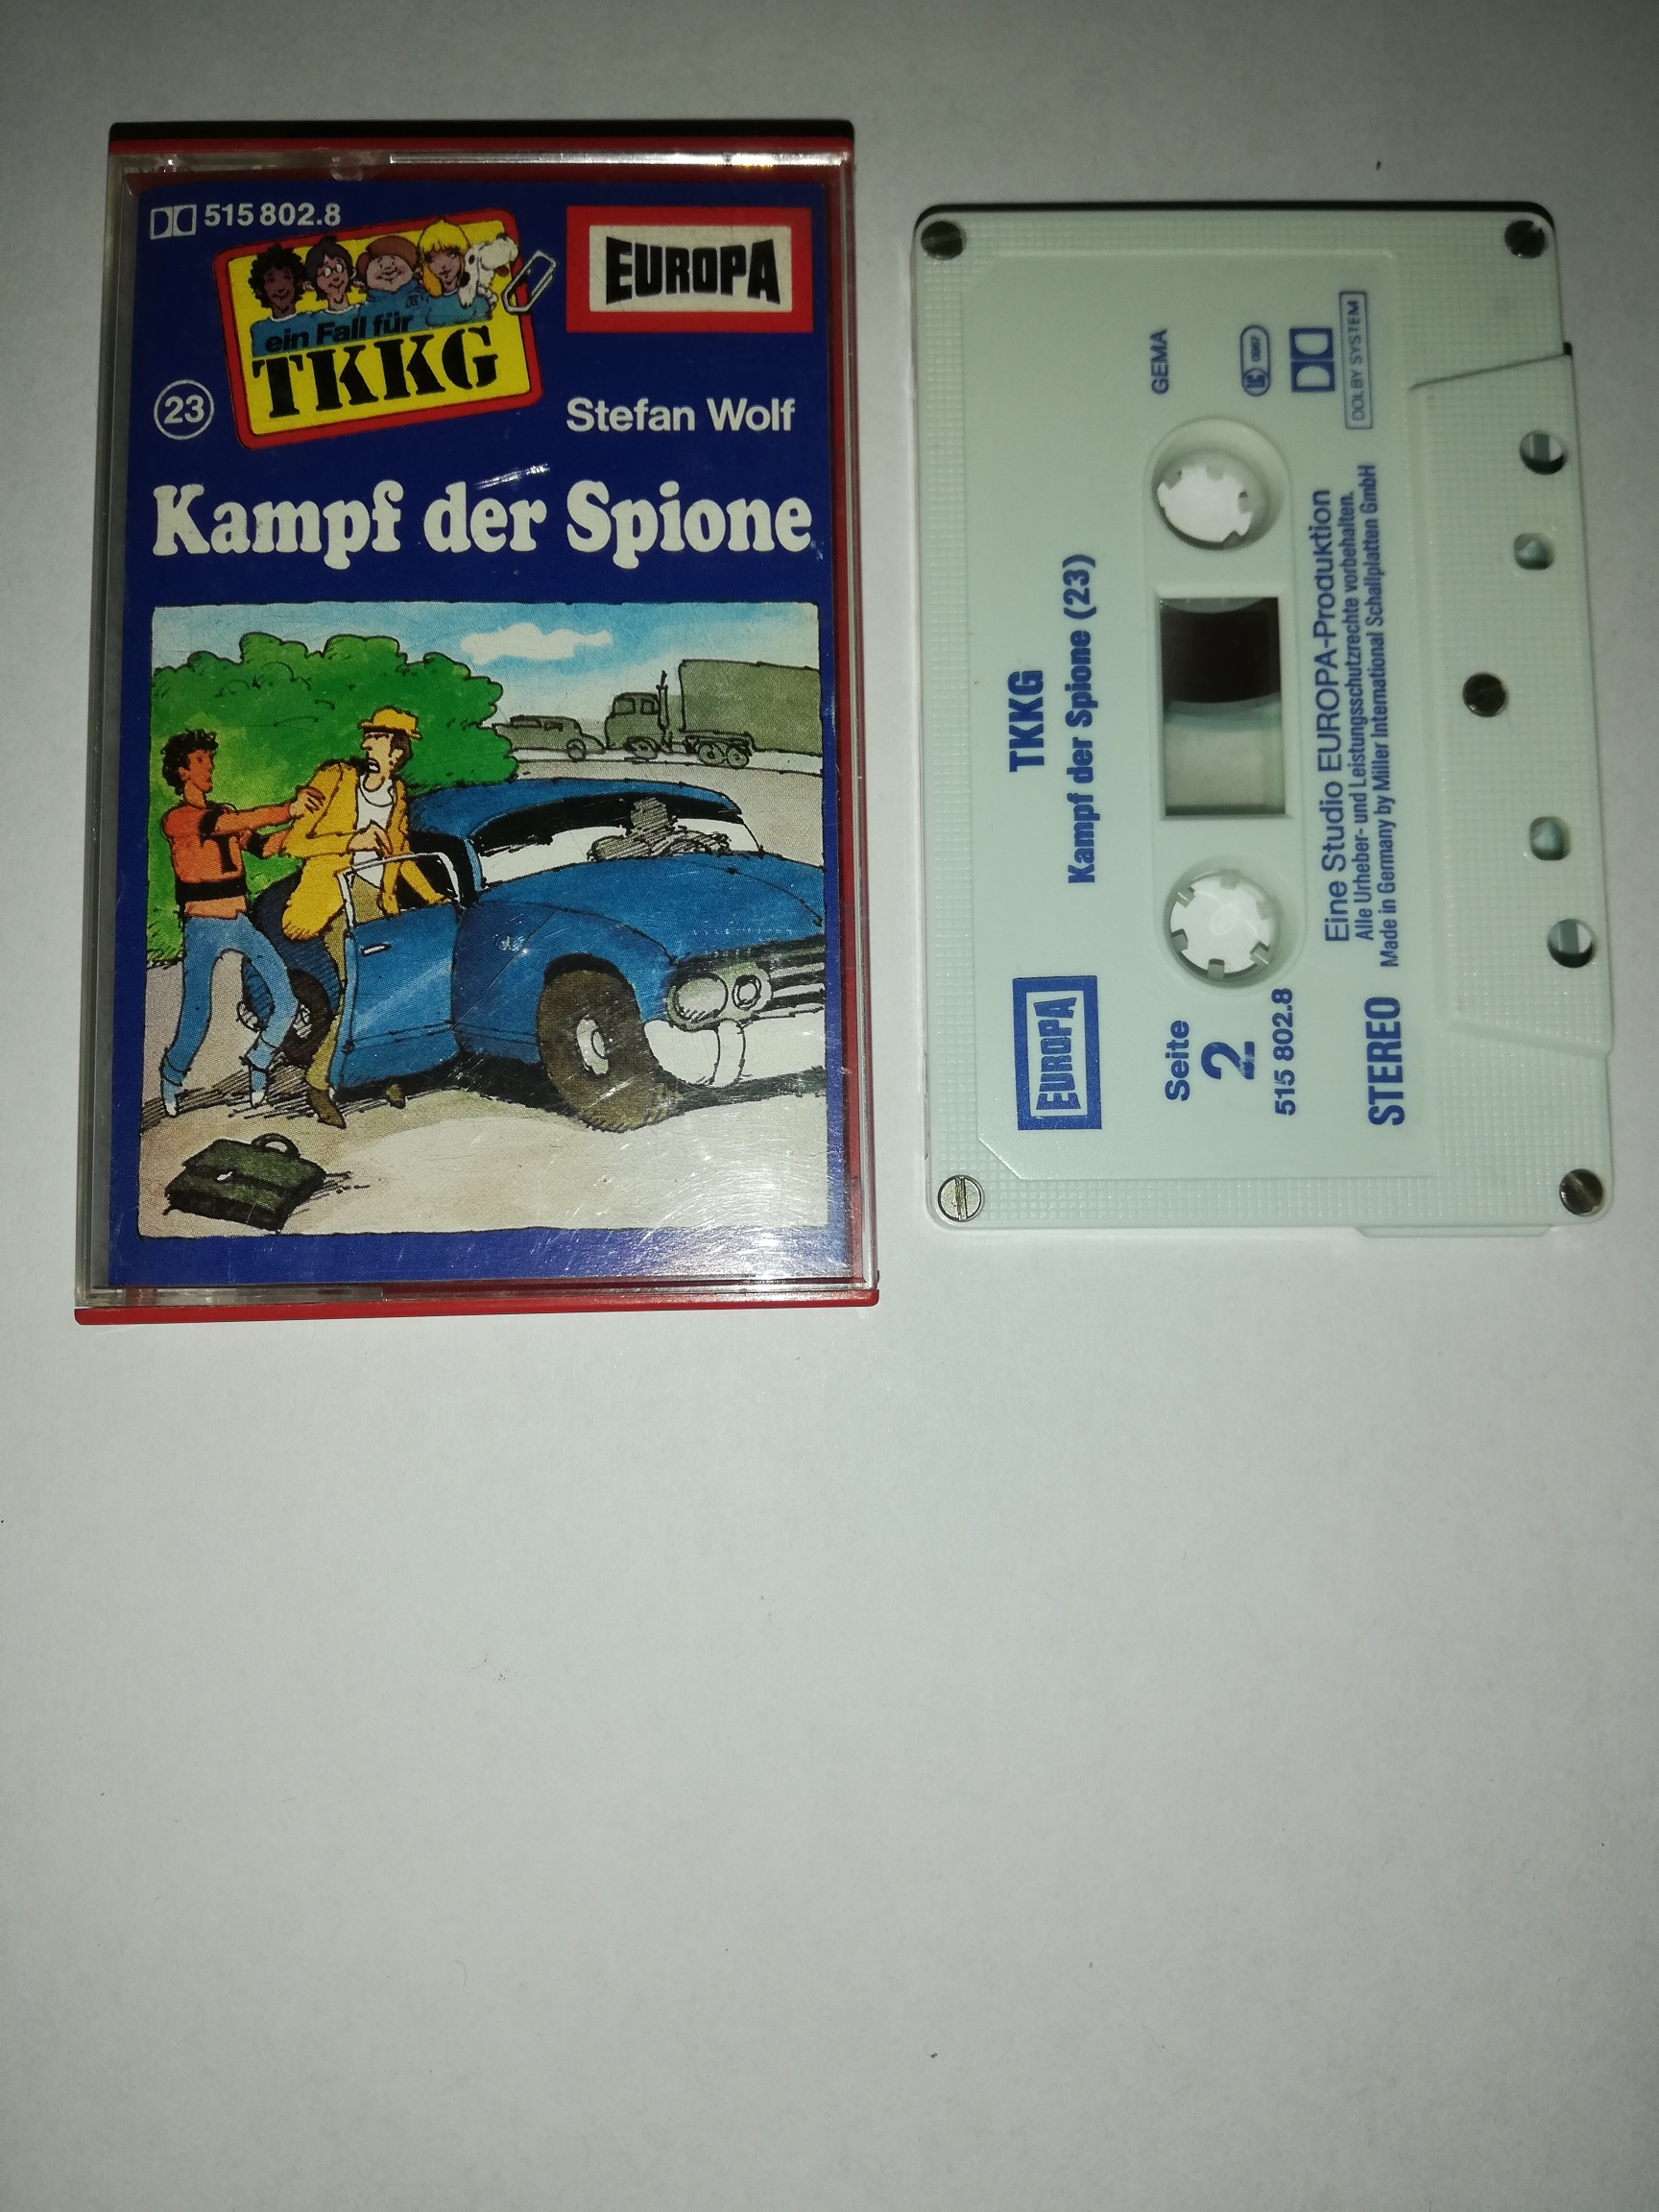 515 802.8
EUROPA
ein Fall für
TKKG
23
Stefan Wolf
Kampf der Spione
T
TKKG
Kampf der Spione (23)
GEMA
EUROPA
Seite
2
515 802.8
LC
DOLBY SYSTEM
Eine Studio EUROPA-Produktion
Alle Urheber- und Leistungsschutzrechte vorbehalten.
Made in Germany by Miller International Schallplatten GmbH
STEREO